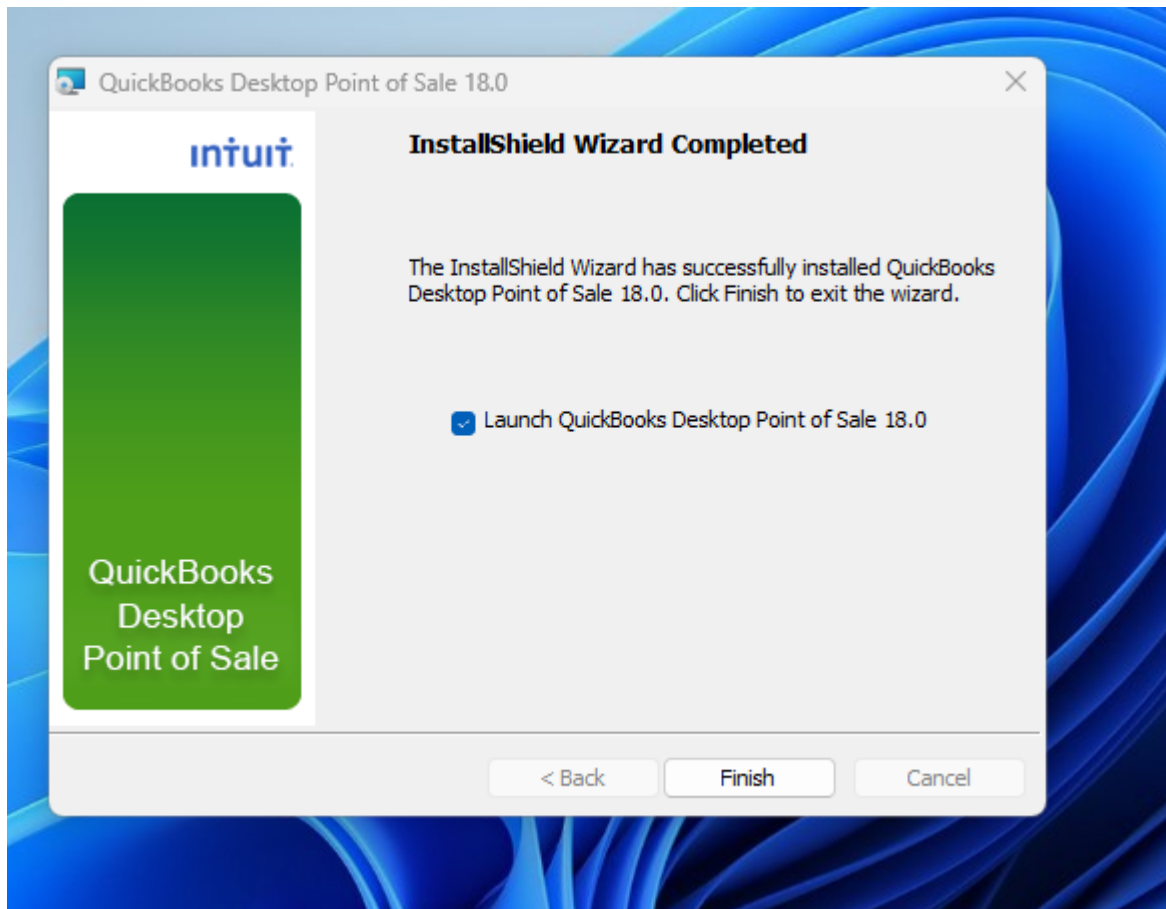 QuickBooks Desktop Point of Sale 18.0
intuit
InstallShield Wizard Completed
The InstallShield Wizard has successfully installed QuickBooks
Desktop Point of Sale 18.0. Click Finish to exit the wizard.
Launch QuickBooks Desktop Point of Sale 18.0
QuickBooks
Desktop
Point of Sale
< Back Finish Cancel